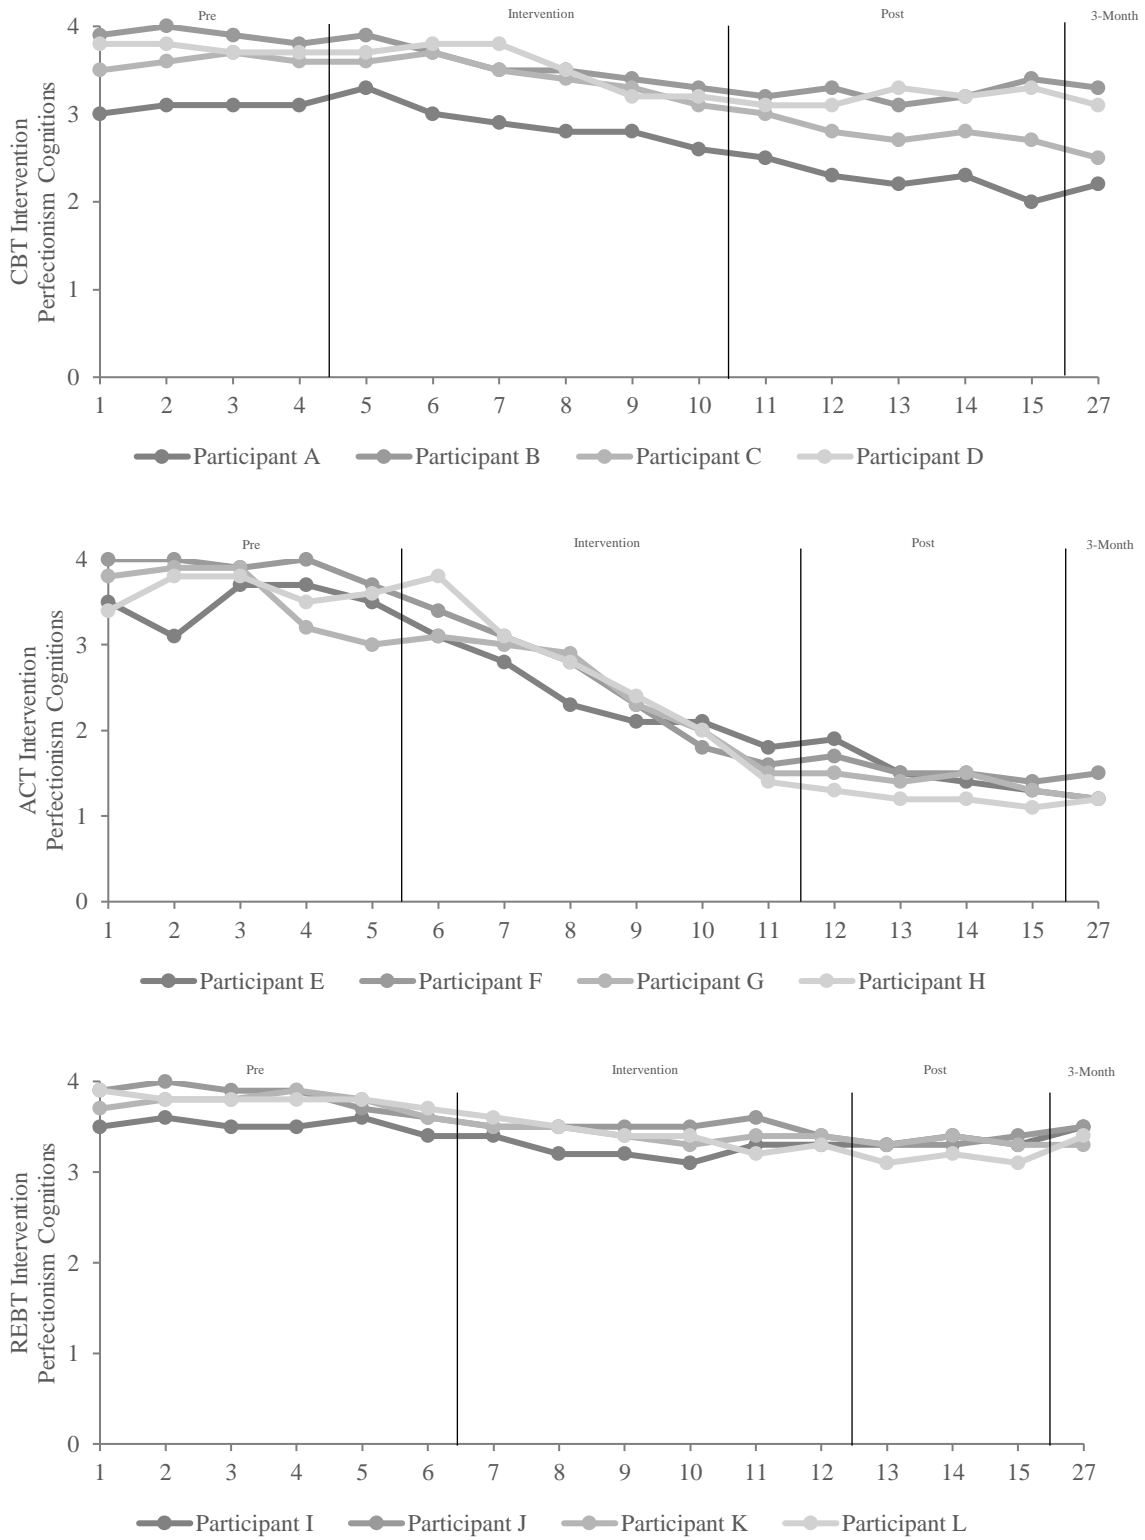 Pre Intervention Post 3-Month
CBT Intervention
Perfectionism Cognitions
4
3
2
1
0
1 2 3 4 5 6 7 8 9 10 11 12 13 14 15 27
Participant A Participant B Participant C Participant D
Pre Intervention Post 3-Month
ACT Intervention
Perfectionism Cognitions
4
3
2
1
0
1 2 3 4 5 6 7 8 9 10 11 12 13 14 15 27
Participant E Participant F Participant G Participant H
Pre Intervention Post 3-Month
REBT Intervention
Perfectionism Cognitions
4
3
2
1
0
1 2 3 4 5 6 7 8 9 10 11 12 13 14 15 27
Participant I Participant J Participant K Participant L